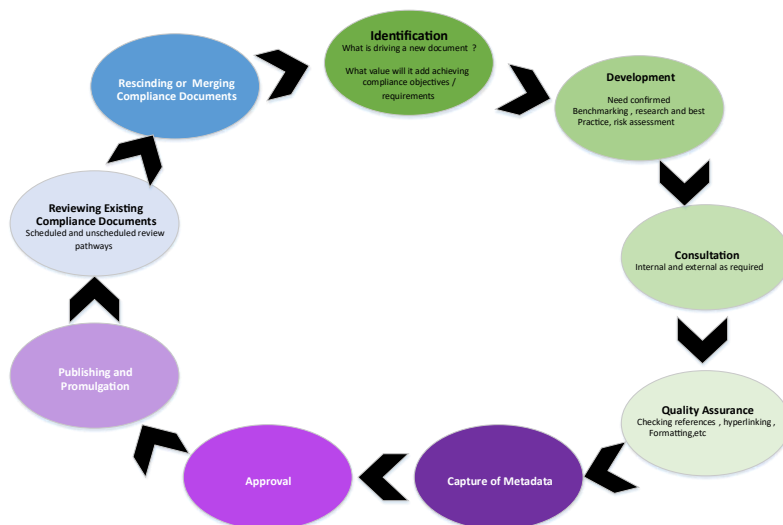 Identification
What is driving a new document ?
What value will it add achieving
compliance objectives /
requirements
Development
Need confirmed
Benchmarking , research and best
Practice, risk assessment
Consultation
Internal and external as required
Quality Assurance
Checking references , hyperlinking ,
Formatting,etc
Capture of Metadata
Approval
Publishing and
Promulgation
Reviewing Existing
Compliance Documents
Scheduled and unscheduled review
pathways
Rescinding or Merging
Compliance Documents